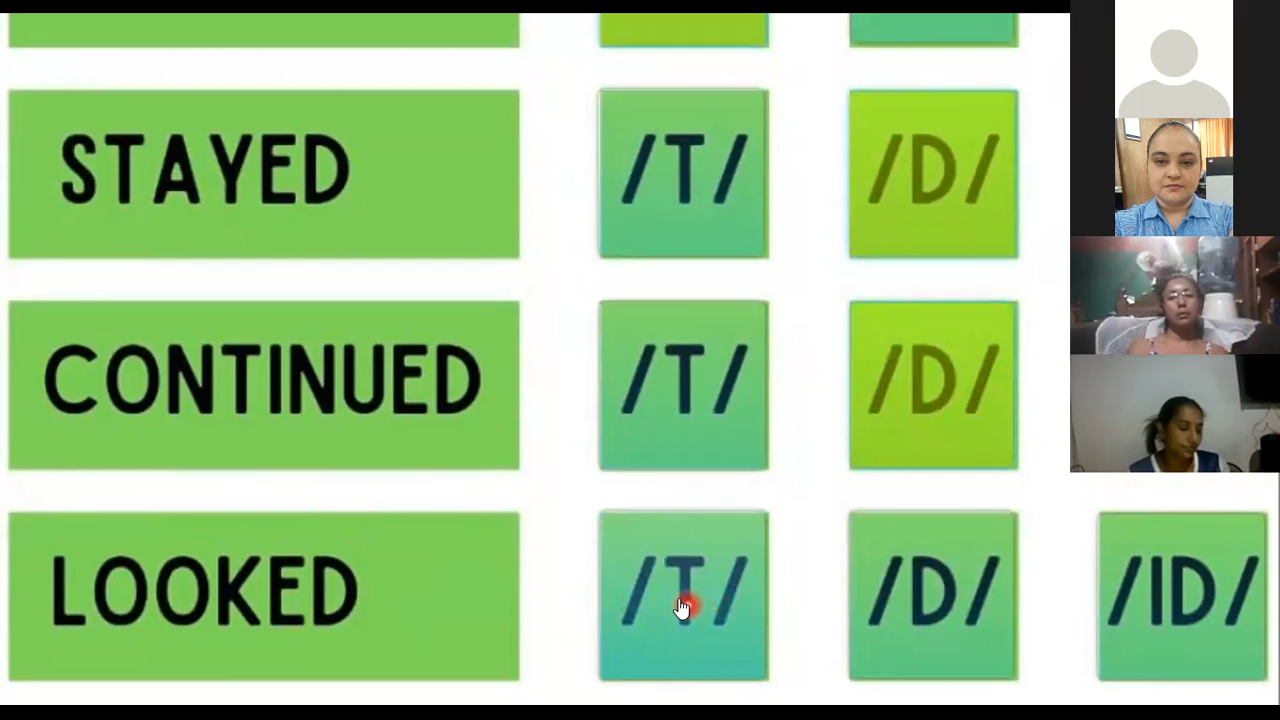 STAYED /T/ /D/
CONTINUED /T/ /D/
LOOKED /T/ /D/ /ID/